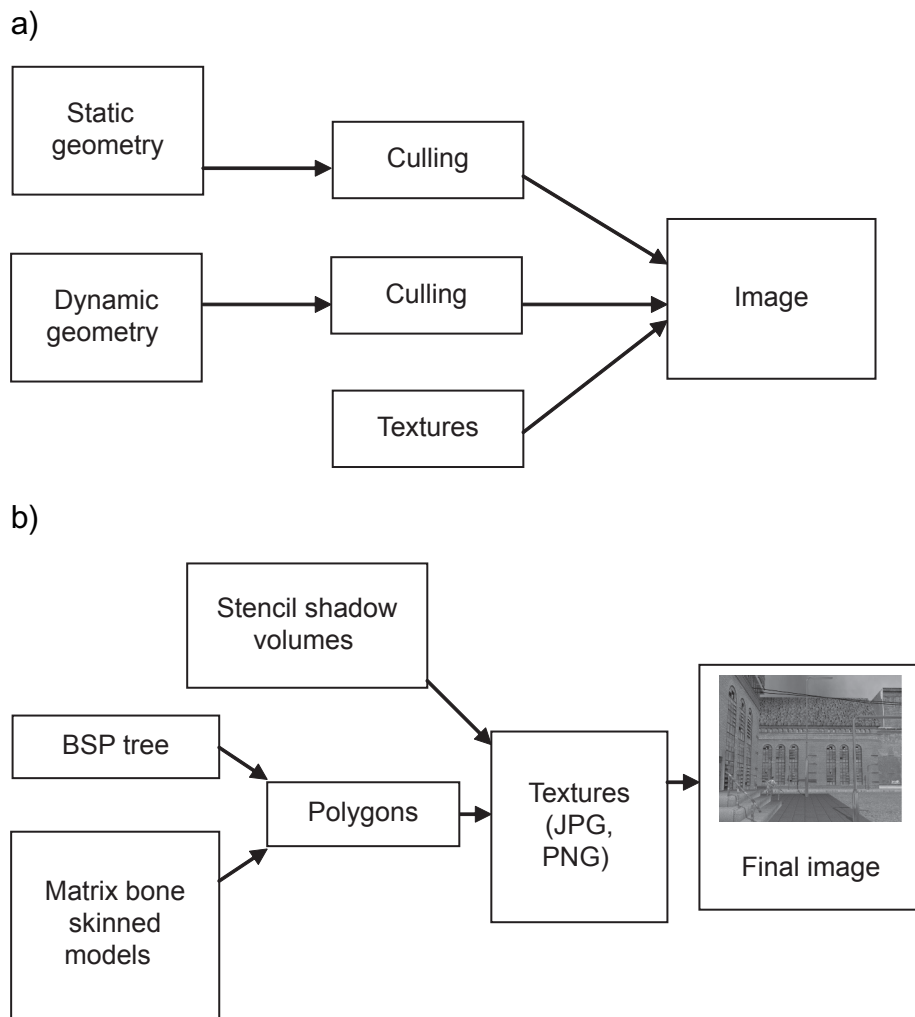 a)
Static
geometry
Culling
Dynamic
geometry
Culling
Image
Textures
b)
Stencil shadow
volumes
BSP tree
Polygons
Matrix bone
skinned
models
Textures
(JPG,
PNG)
Final image